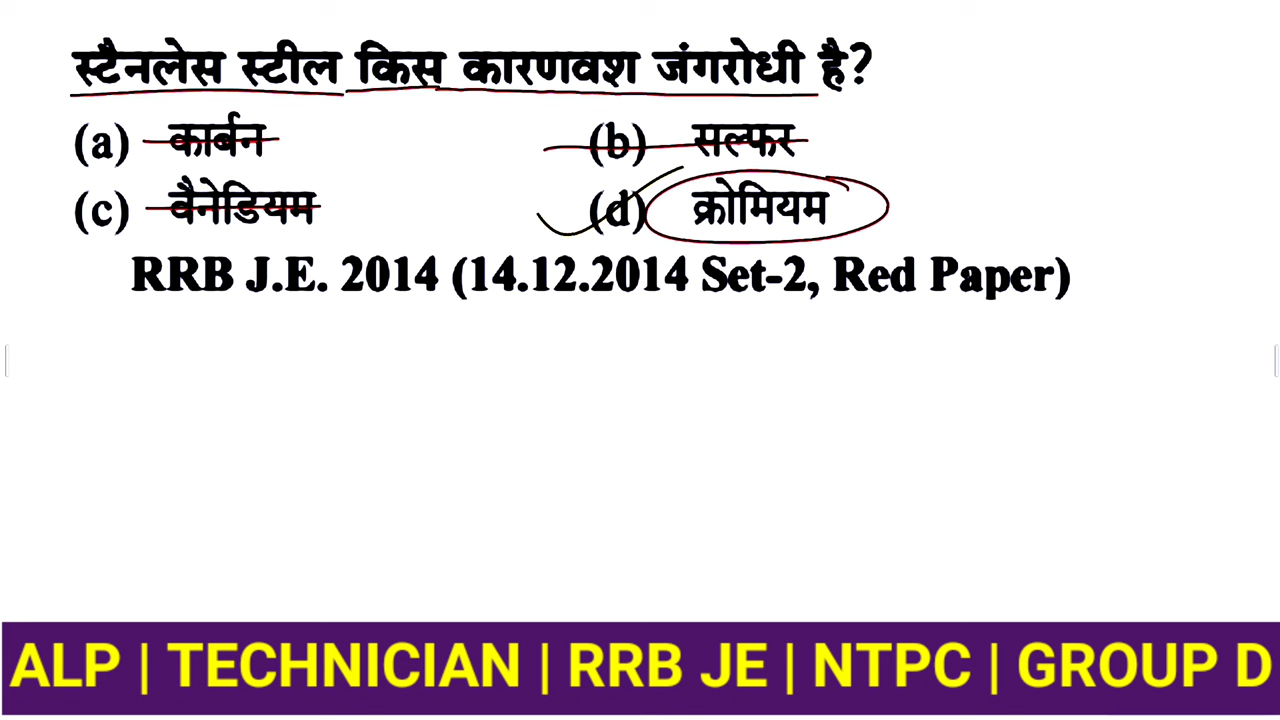 स्टैनलेस स्टील किस कारणवश जंगरोधी है?
(a) कार्बन (b) सल्फर
(c) वैनेडियम (d) क्रोमियम
RRB J.E. 2014 (14.12.2014 Set-2, Red Paper)
ALP | TECHNICIAN | RRB JE | NTPC | GROUP D